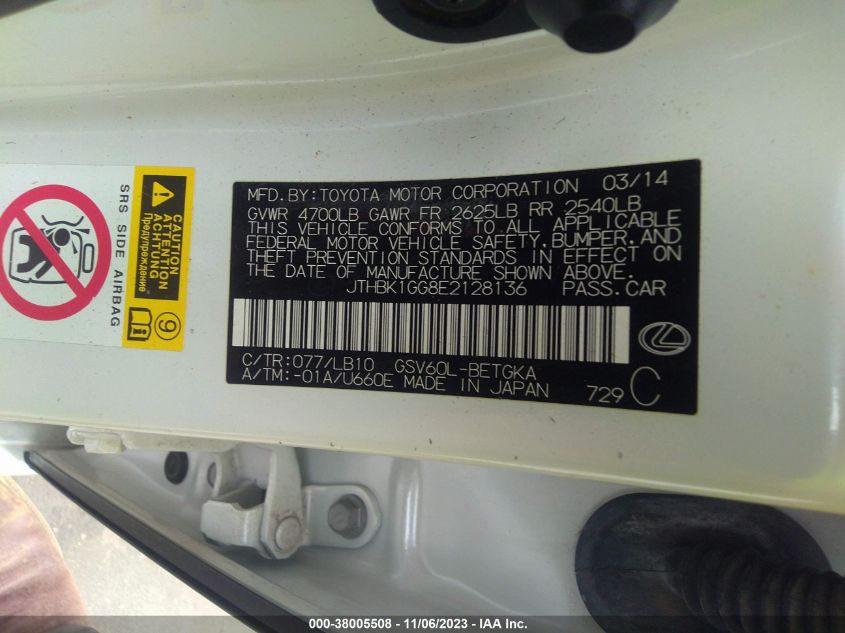 MFD. BY:TOYOTA MOTOR CORPORATION 03/14
GVWR 4700LB GAWR FR 2625LB RR 2540LB
THIS VEHICLE CONFORMS TO ALL APPLICABLE
FEDERAL MOTOR VEHICLE SAFETY, BUMPER, AND
THEFT PREVENTION STANDARDS IN EFFECT ON
THE DATE OF MANUFACTURE SHOWN ABOVE.
JTHBK1GG8E2128136 PASS.CAR
C/TR:077/LB10 GSV60L-BETGKA
A/TM:-01A/U660E MADE IN JAPAN 729 C
SRS SIDE AIRBAG
CAUTION
ATTENTION
ACHTUNG
Предупреждение
9
000-38005508 - 11/06/2023 - IAA Inc.